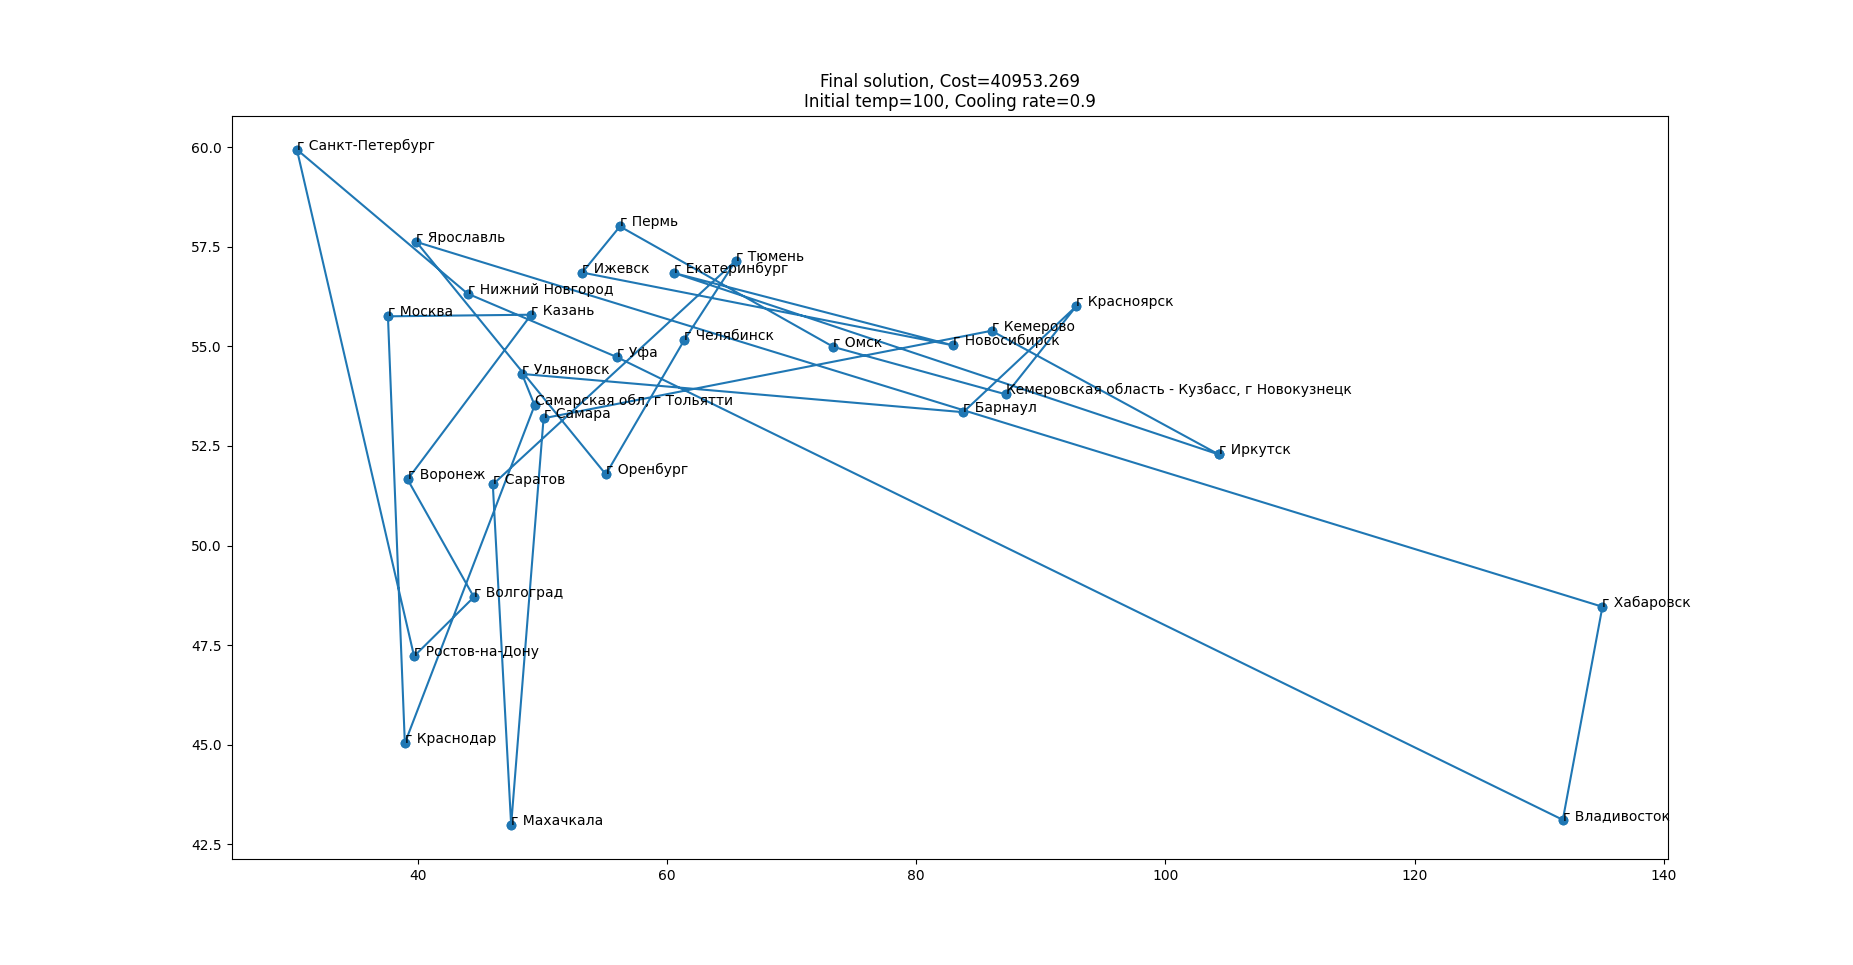 Final solution, Cost=40953.269
Initial temp=100, Cooling rate=0.9
60.0
57.5
55.0
52.5
50.0
47.5
45.0
42.5
г Санкт-Петербург
г Пермь
г Ярославль
г Тюмень
г Ижевск
г Екатеринбург
г Нижний Новгород
г Красноярск
г Москва
г Казань
г Кемерово
г Челябинск
г Омск
г Новосибирск
г Уфа
г Ульяновск
Кемеровская область - Кузбасс, г Новокузнецк
Самарская обл, г Тольятти
г Барнаул
г Самара
г Иркутск
г Оренбург
г Воронеж
г Саратов
г Волгоград
г Хабаровск
г Ростов-на-Дону
г Краснодар
г Владивосток
г Махачкала
40
60
80
100
120
140